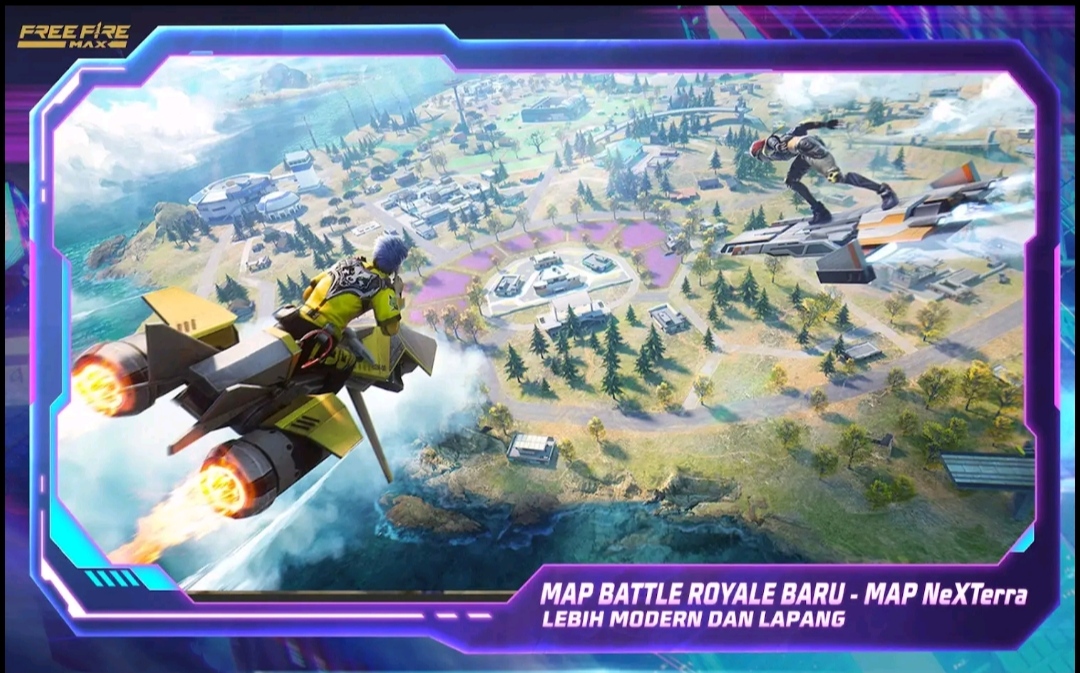 FREE FIRE
MAX
MAP BATTLE ROYALE BARU - MAP NeXTerra
LEBIH MODERN DAN LAPANG